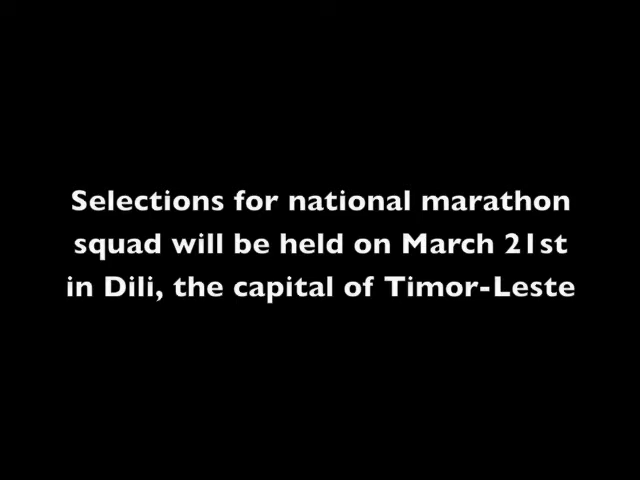 Selections for national marathon
squad will be held on March 21st
in Dili, the capital of Timor-Leste